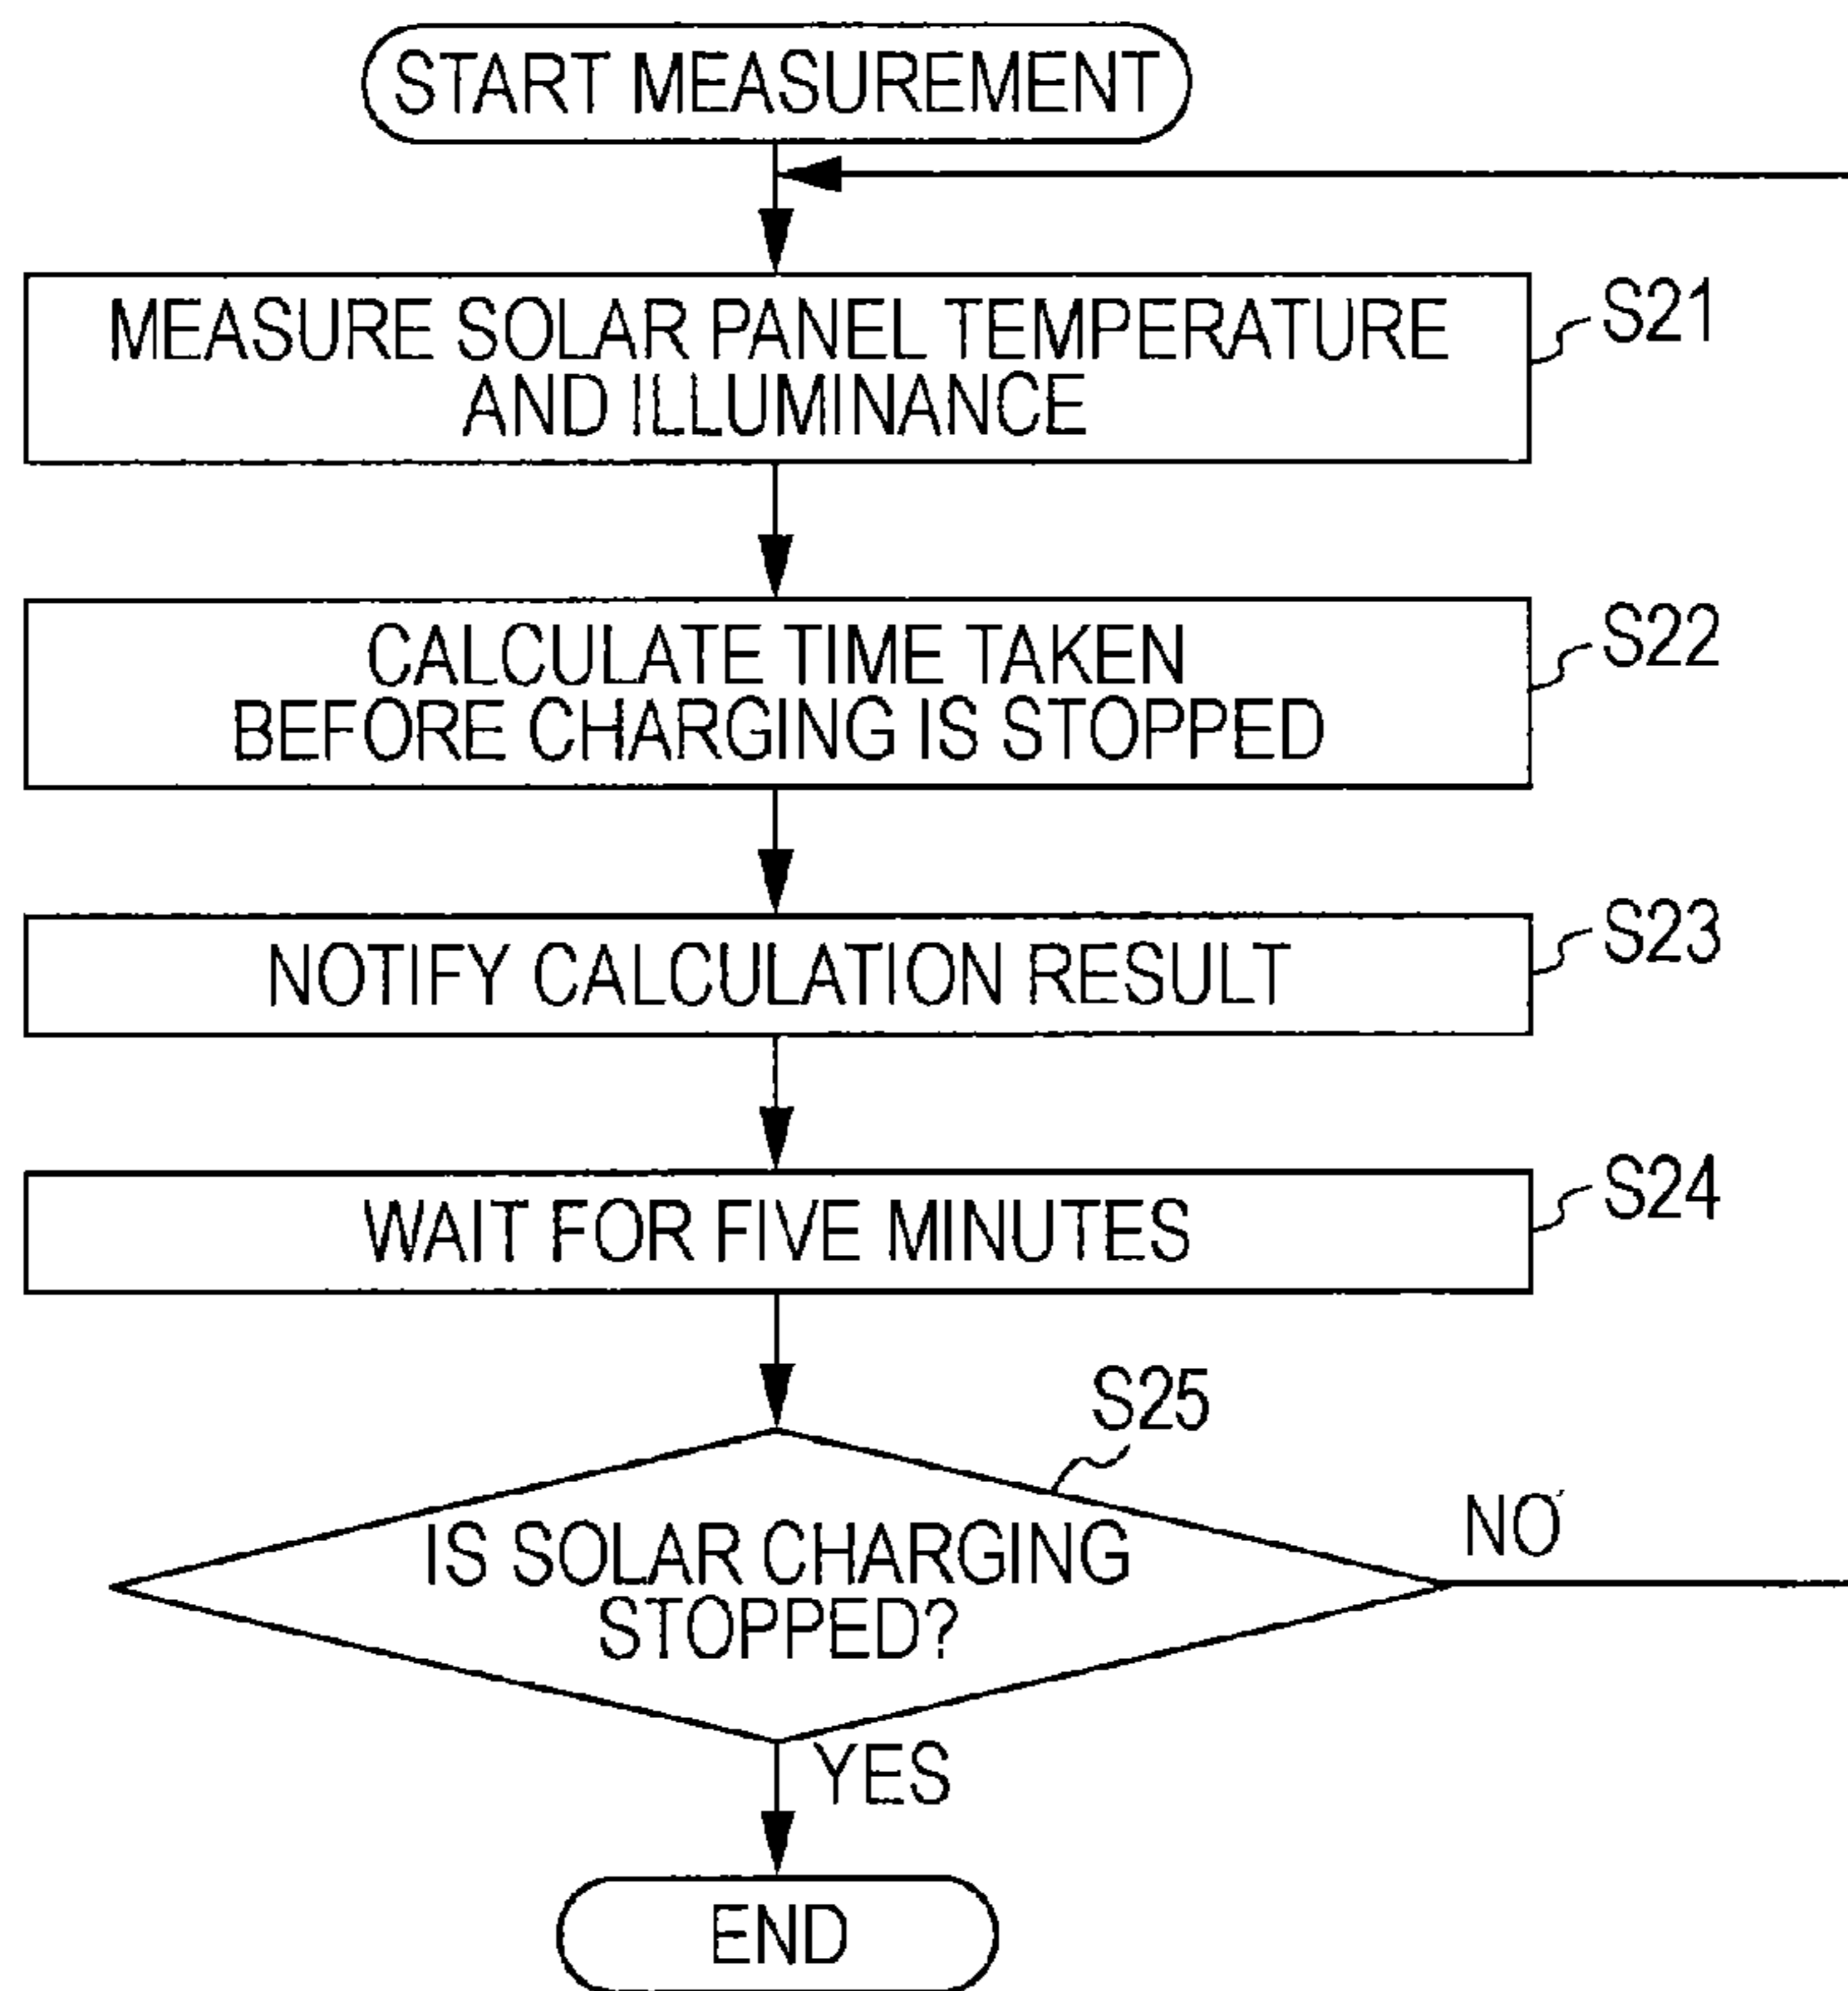 START MEASUREMENT
MEASURE SOLAR PANEL TEMPERATURE
AND ILLUMINANCE
S21
CALCULATE TIME TAKEN
BEFORE CHARGING IS STOPPED
S22
NOTIFY CALCULATION RESULT
S23
WAIT FOR FIVE MINUTES
S24
S25
IS SOLAR CHARGING
STOPPED?
NO
YES
END